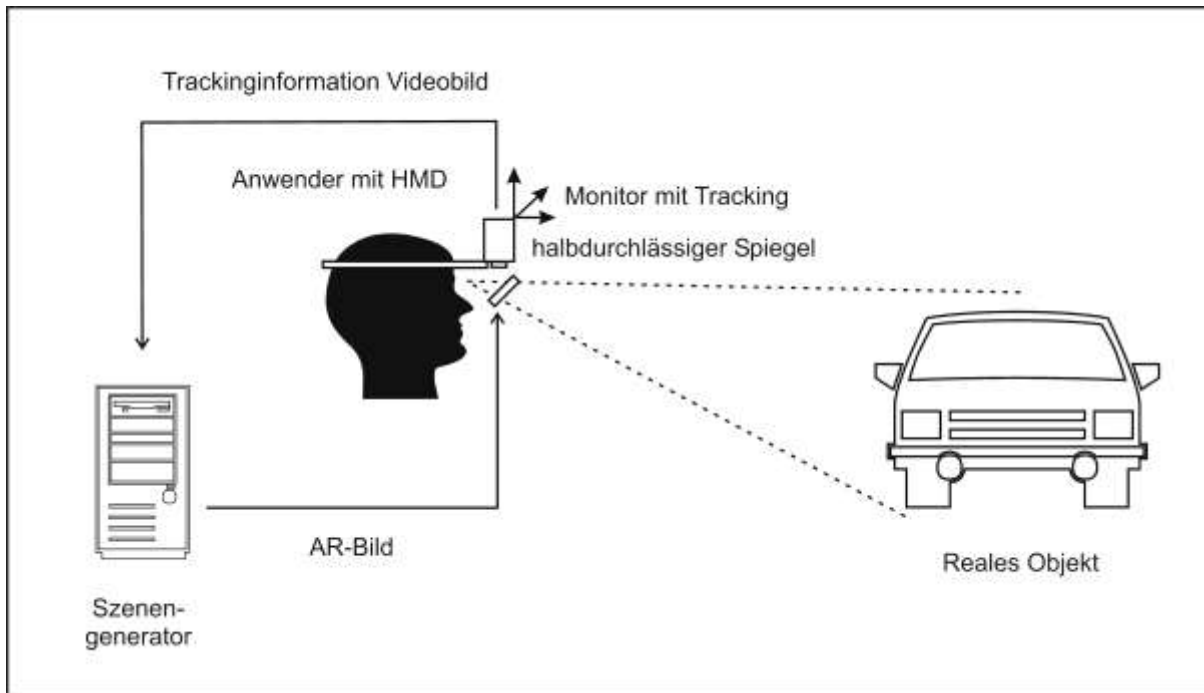 Trackinginformation Videobild
Anwender mit HMD
Monitor mit Tracking
halbdurchlässiger Spiegel
AR-Bild
Reales Objekt
Szenen-
generator